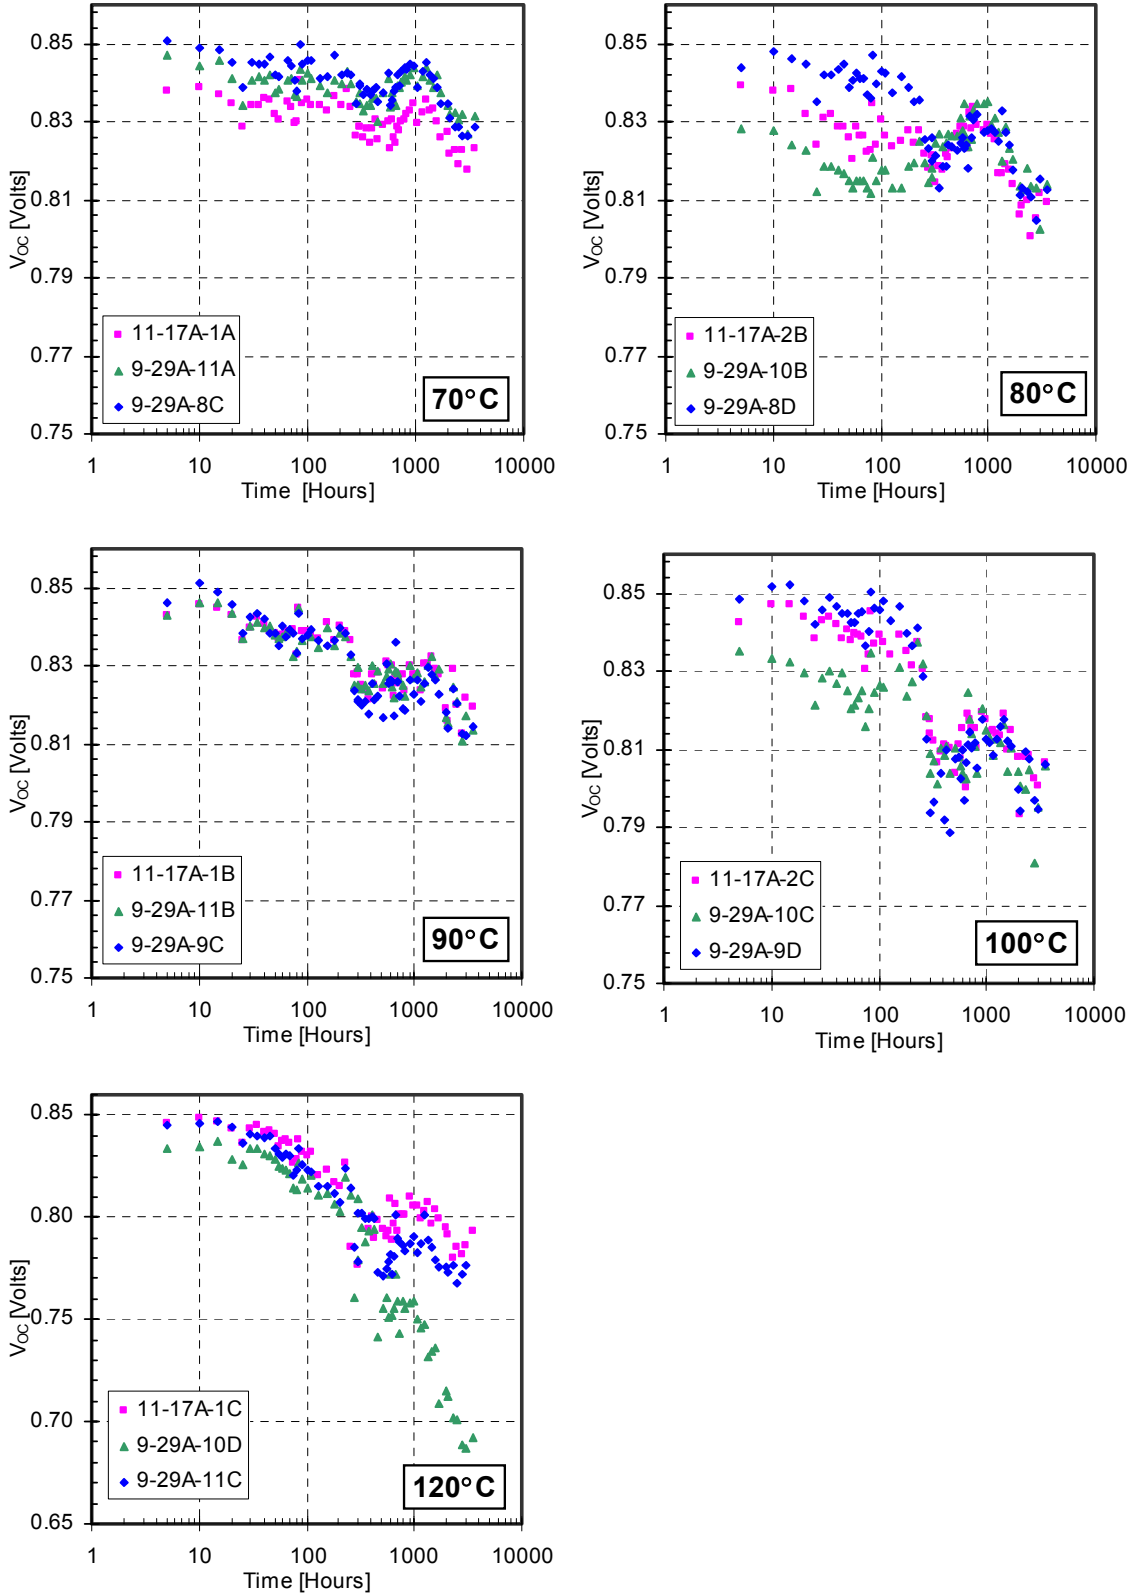 0.85
0.83
0.81
0.79
0.77
0.75
VOC [Volts]
11-17A-1A
9-29A-11A
9-29A-8C
70°C
1 10 100 1000 10000
Time [Hours]
0.85
0.83
0.81
0.79
0.77
0.75
VOC [Volts]
11-17A-2B
9-29A-10B
9-29A-8D
80°C
1 10 100 1000 10000
Time [Hours]
0.85
0.83
0.81
0.79
0.77
0.75
VOC [Volts]
11-17A-1B
9-29A-11B
9-29A-9C
90°C
1 10 100 1000 10000
Time [Hours]
0.85
0.83
0.81
0.79
0.77
0.75
VOC [Volts]
11-17A-2C
9-29A-10C
9-29A-9D
100°C
1 10 100 1000 10000
Time [Hours]
0.85
0.80
0.75
0.70
0.65
VOC [Volts]
11-17A-1C
9-29A-10D
9-29A-11C
120°C
1 10 100 1000 10000
Time [Hours]